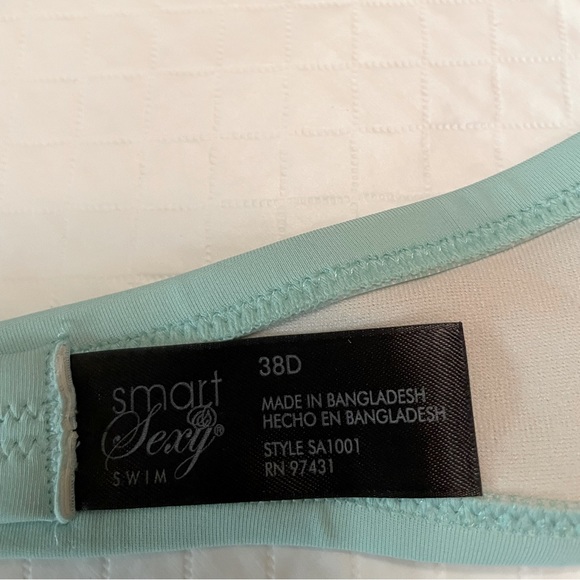 smart
& Sexy®
SWIM
38D
MADE IN BANGLADESH
HECHO EN BANGLADESH
STYLE SA1001
RN 97431